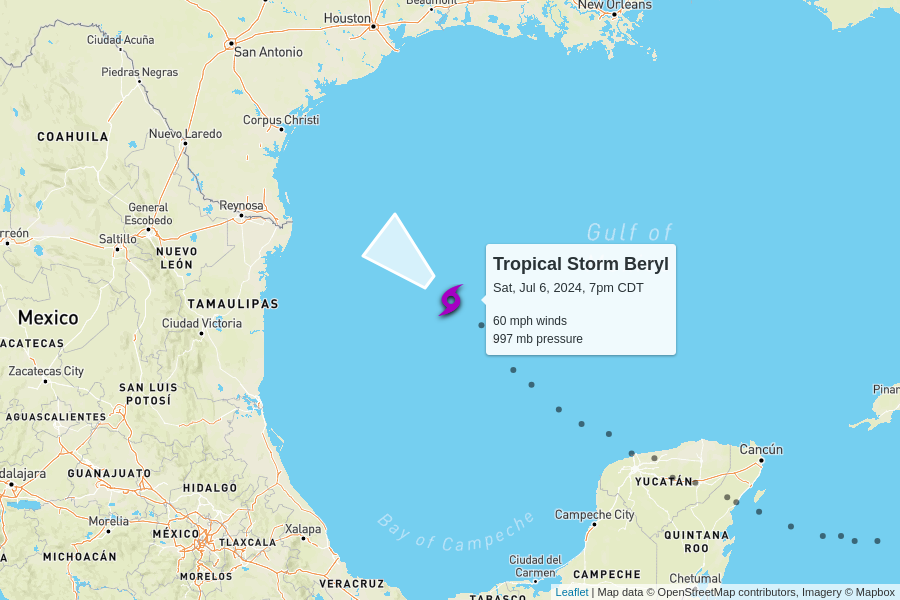 Beaumont
New Orleans
Houston
Ciudad Acuña
San Antonio
Piedras Negras
Corpus Christi
COAHUILA
Nuevo Laredo
General
Escobedo
Reynosa
rreón
Saltillo
NUEVO
LEÓN
Gulf of
Tropical Storm Beryl
Sat, Jul 6, 2024, 7pm CDT
60 mph winds
997 mb pressure
TAMAULIPAS
Mexico
Ciudad Victoria
ACATECAS
Zacatecas City
SAN LUIS
POTOSÍ
Pinar
AGUASCALIENTES
Cancún
dalajara
GUANAJUATO
YUCATÁN
HIDALGO
Bay of Campeche
Campeche City
Morelia
MÉXICO
TLAXCALA
Xalapa
QUINTANA
ROO
A
MICHOACÁN
Ciudad del
Carmen
MORELOS
VERACRUZ
CAMPECHE
Chetumal
TABASCO
Leaflet | Map data © OpenStreetMap contributors, Imagery © Mapbox